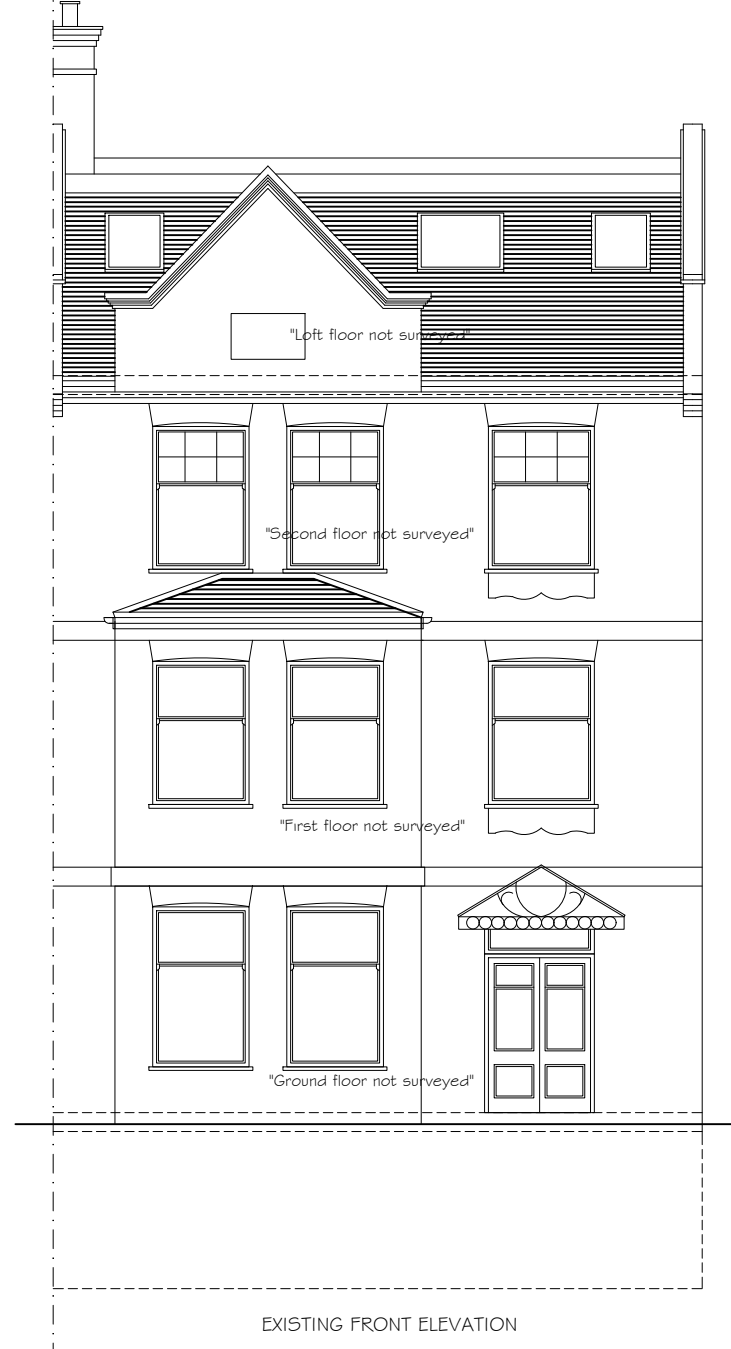 "Loft floor not surveyed"
"Second floor not surveyed"
"First floor not surveyed"
"Ground floor not surveyed"
EXISTING FRONT ELEVATION